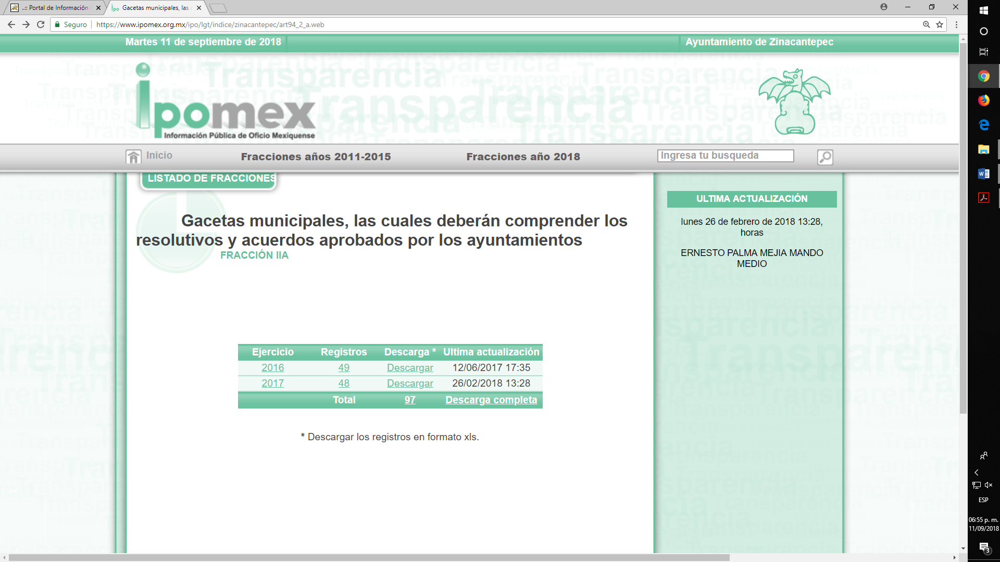 ..:: Portal de Información
Gacetas municipales, las
Seguro
https://www.ipomex.org.mx/ipo/lgt/indice/zinacantepec/art94_2_a.web
Martes 11 de septiembre de 2018
Ayuntamiento de Zinacantepec
ipomex
Información Pública de Oficio Mexiquense
Transparencia
Inicio
Fracciones años 2011-2015
Fracciones año 2018
Ingresa tu busqueda
LISTADO DE FRACCIONES
Gacetas municipales, las cuales deberán comprender los
resolutivos y acuerdos aprobados por los ayuntamientos
FRACCIÓN IIA
ULTIMA ACTUALIZACIÓN
lunes 26 de febrero de 2018 13:28,
horas
ERNESTO PALMA MEJIA MANDO
MEDIO
Ejercicio Registros Descarga * Ultima actualización
2016 49 Descargar 12/06/2017 17:35
2017 48 Descargar 26/02/2018 13:28
Total 97 Descarga completa
* Descargar los registros en formato xls.
ESP
06:55 p. m.
11/09/2018
3